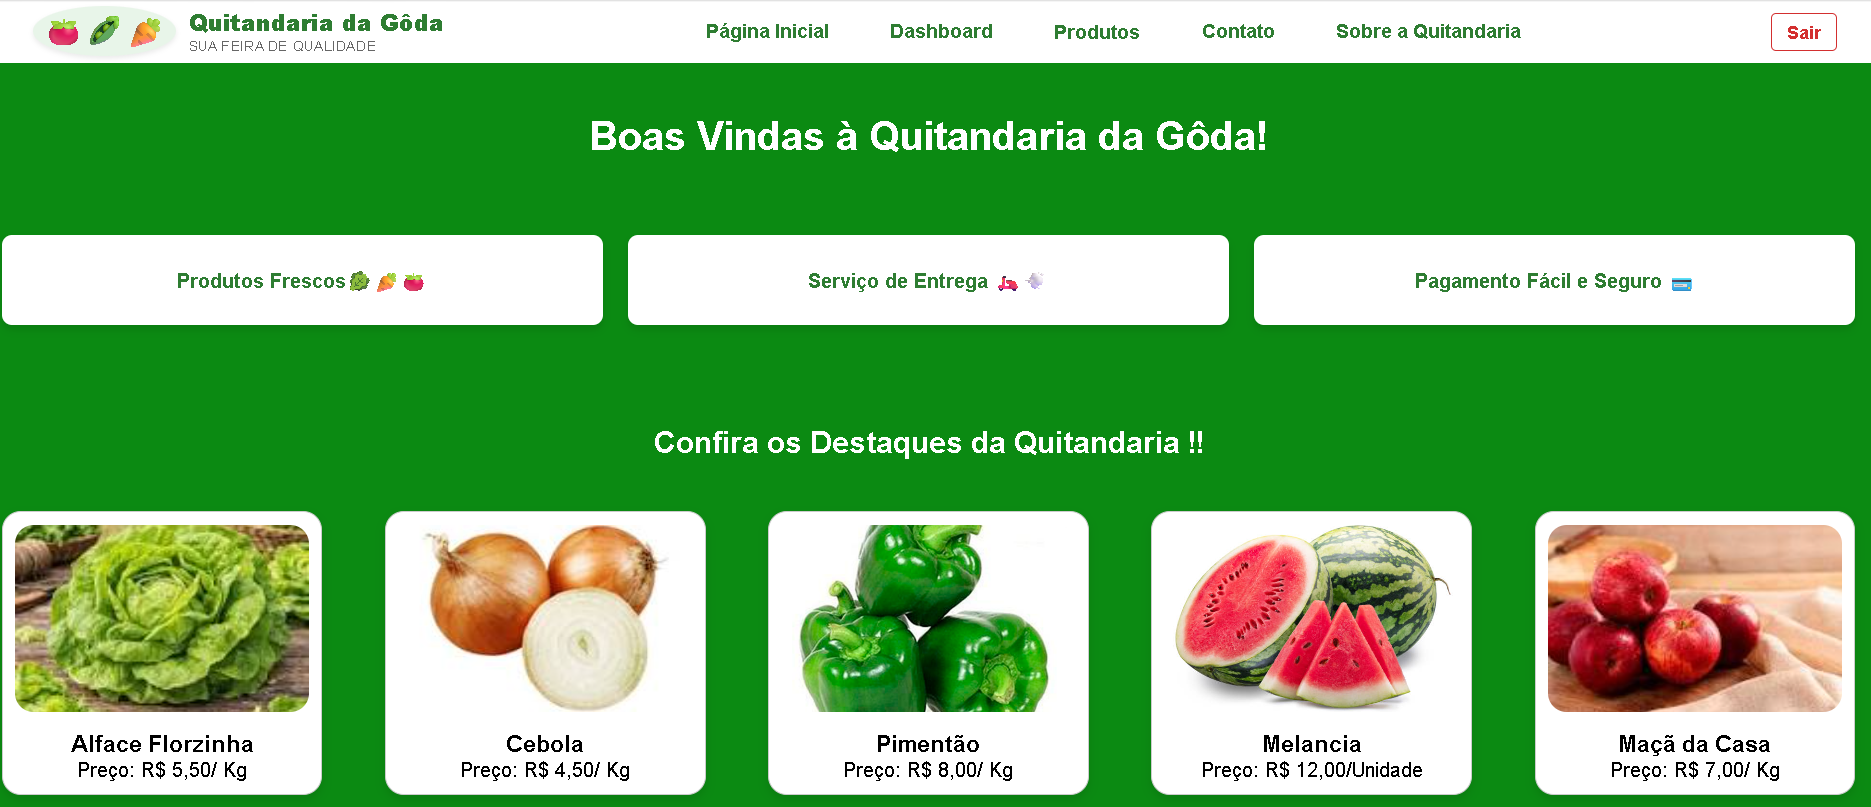 Quitandaria da Gôda
SUA FEIRA DE QUALIDADE
Página Inicial
Dashboard
Produtos
Contato
Sobre a Quitandaria
Sair
Boas Vindas à Quitandaria da Gôda!
Produtos Frescos
Serviço de Entrega
Pagamento Fácil e Seguro
Confira os Destaques da Quitandaria !!
Alface Florzinha
Preço: R$ 5,50/ Kg
Cebola
Preço: R$ 4,50/ Kg
Pimentão
Preço: R$ 8,00/ Kg
Melancia
Preço: R$ 12,00/Unidade
Maçã da Casa
Preço: R$ 7,00/ Kg